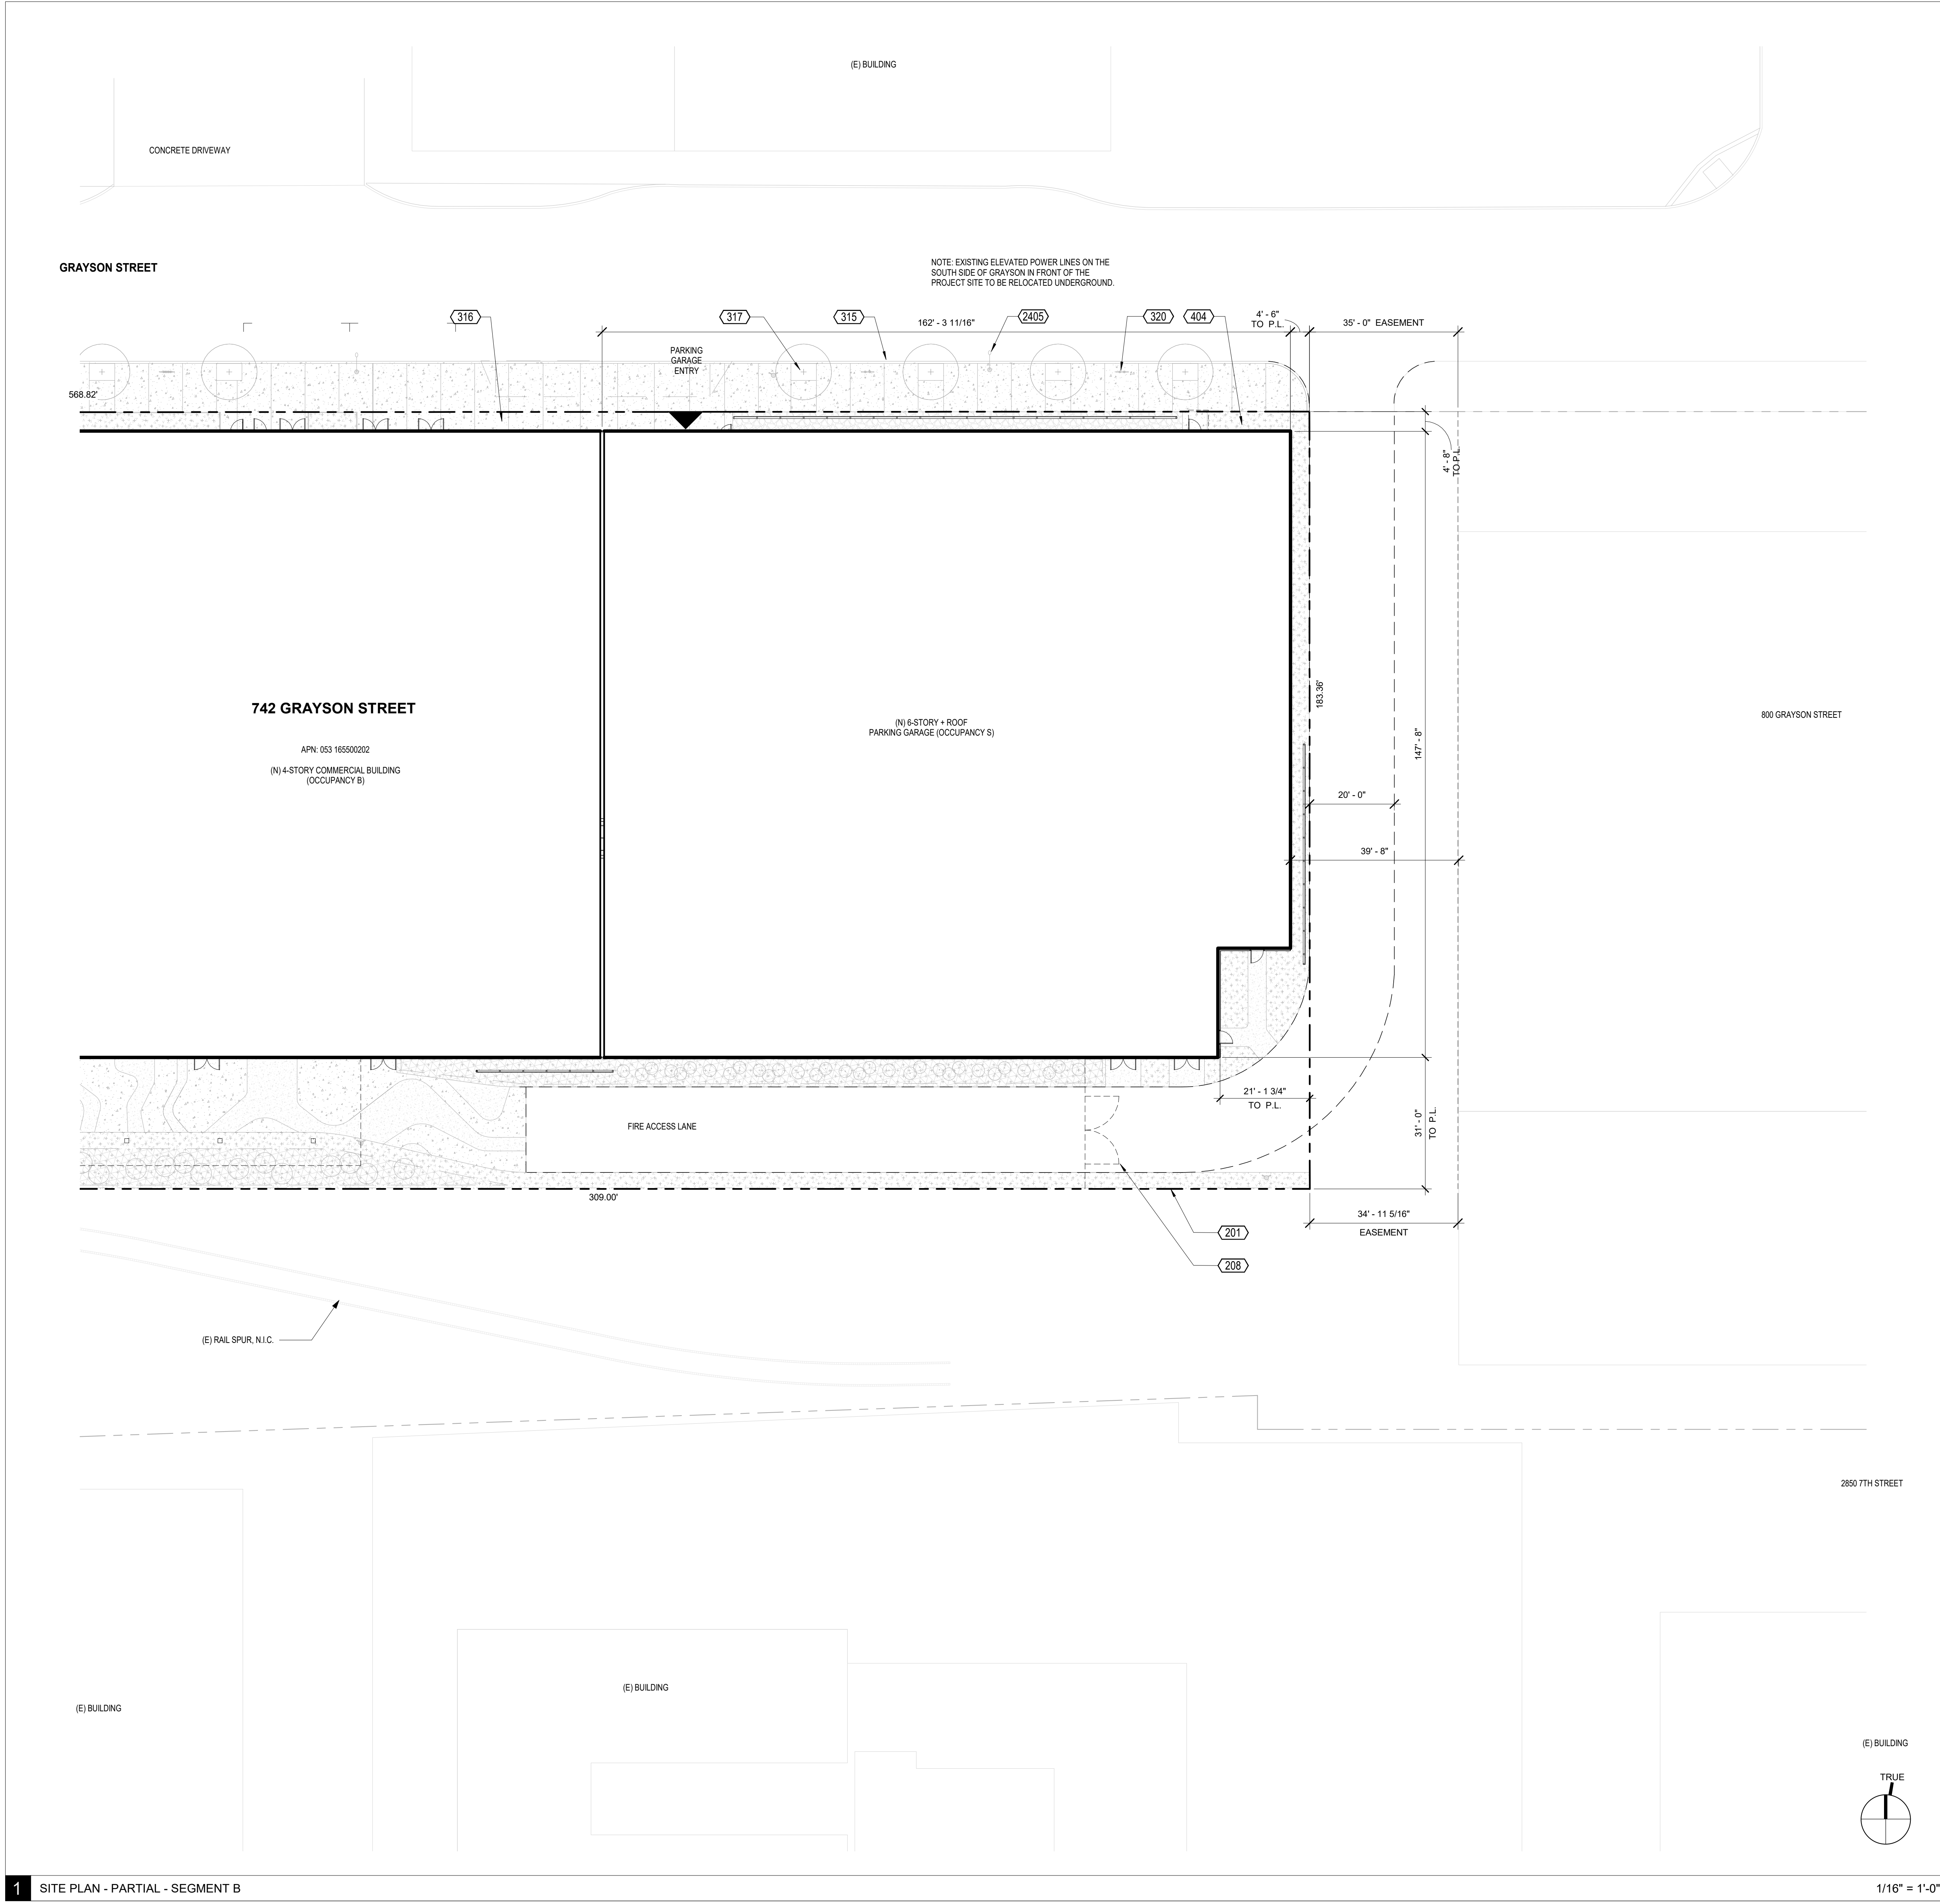 (E) BUILDING
CONCRETE DRIVEWAY
GRAYSON STREET
NOTE: EXISTING ELEVATED POWER LINES ON THE
SOUTH SIDE OF GRAYSON IN FRONT OF THE
PROJECT SITE TO BE RELOCATED UNDERGROUND.
316
317
315
2405
320
404
162' - 3 11/16"
4' - 6"
TO P.L.
35' - 0" EASEMENT
PARKING
GARAGE
ENTRY
568.82'
4' - 8"
TO P.L.
183.36'
742 GRAYSON STREET
APN: 053 165500202
(N) 4-STORY COMMERCIAL BUILDING
(OCCUPANCY B)
(N) 6-STORY + ROOF
PARKING GARAGE (OCCUPANCY S)
800 GRAYSON STREET
147' - 8"
20' - 0"
39' - 8"
21' - 1 3/4"
TO P.L.
31' - 0"
TO P.L.
FIRE ACCESS LANE
309.00'
34' - 11 5/16"
EASEMENT
201
208
(E) RAIL SPUR, N.I.C.
2850 7TH STREET
(E) BUILDING
(E) BUILDING
(E) BUILDING
TRUE
1 SITE PLAN - PARTIAL - SEGMENT B
1/16" = 1'-0"